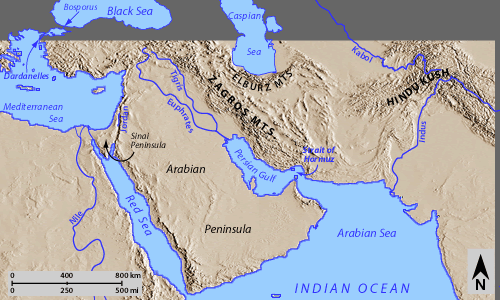 Bosporus
Black Sea
Caspian
Sea
Dardanelles
Mediterranean
Sea
Tigris
Euphrates
ELBURZ MTS.
ZAGROS MTS.
Kabol
HINDU KUSH
Jordan
Sinai
Peninsula
Indus
Strait of
Hormuz
Persian Gulf
Arabian
Peninsula
Red Sea
Nile
Arabian Sea
INDIAN OCEAN
0 400 800 km
0 250 500 mi
N